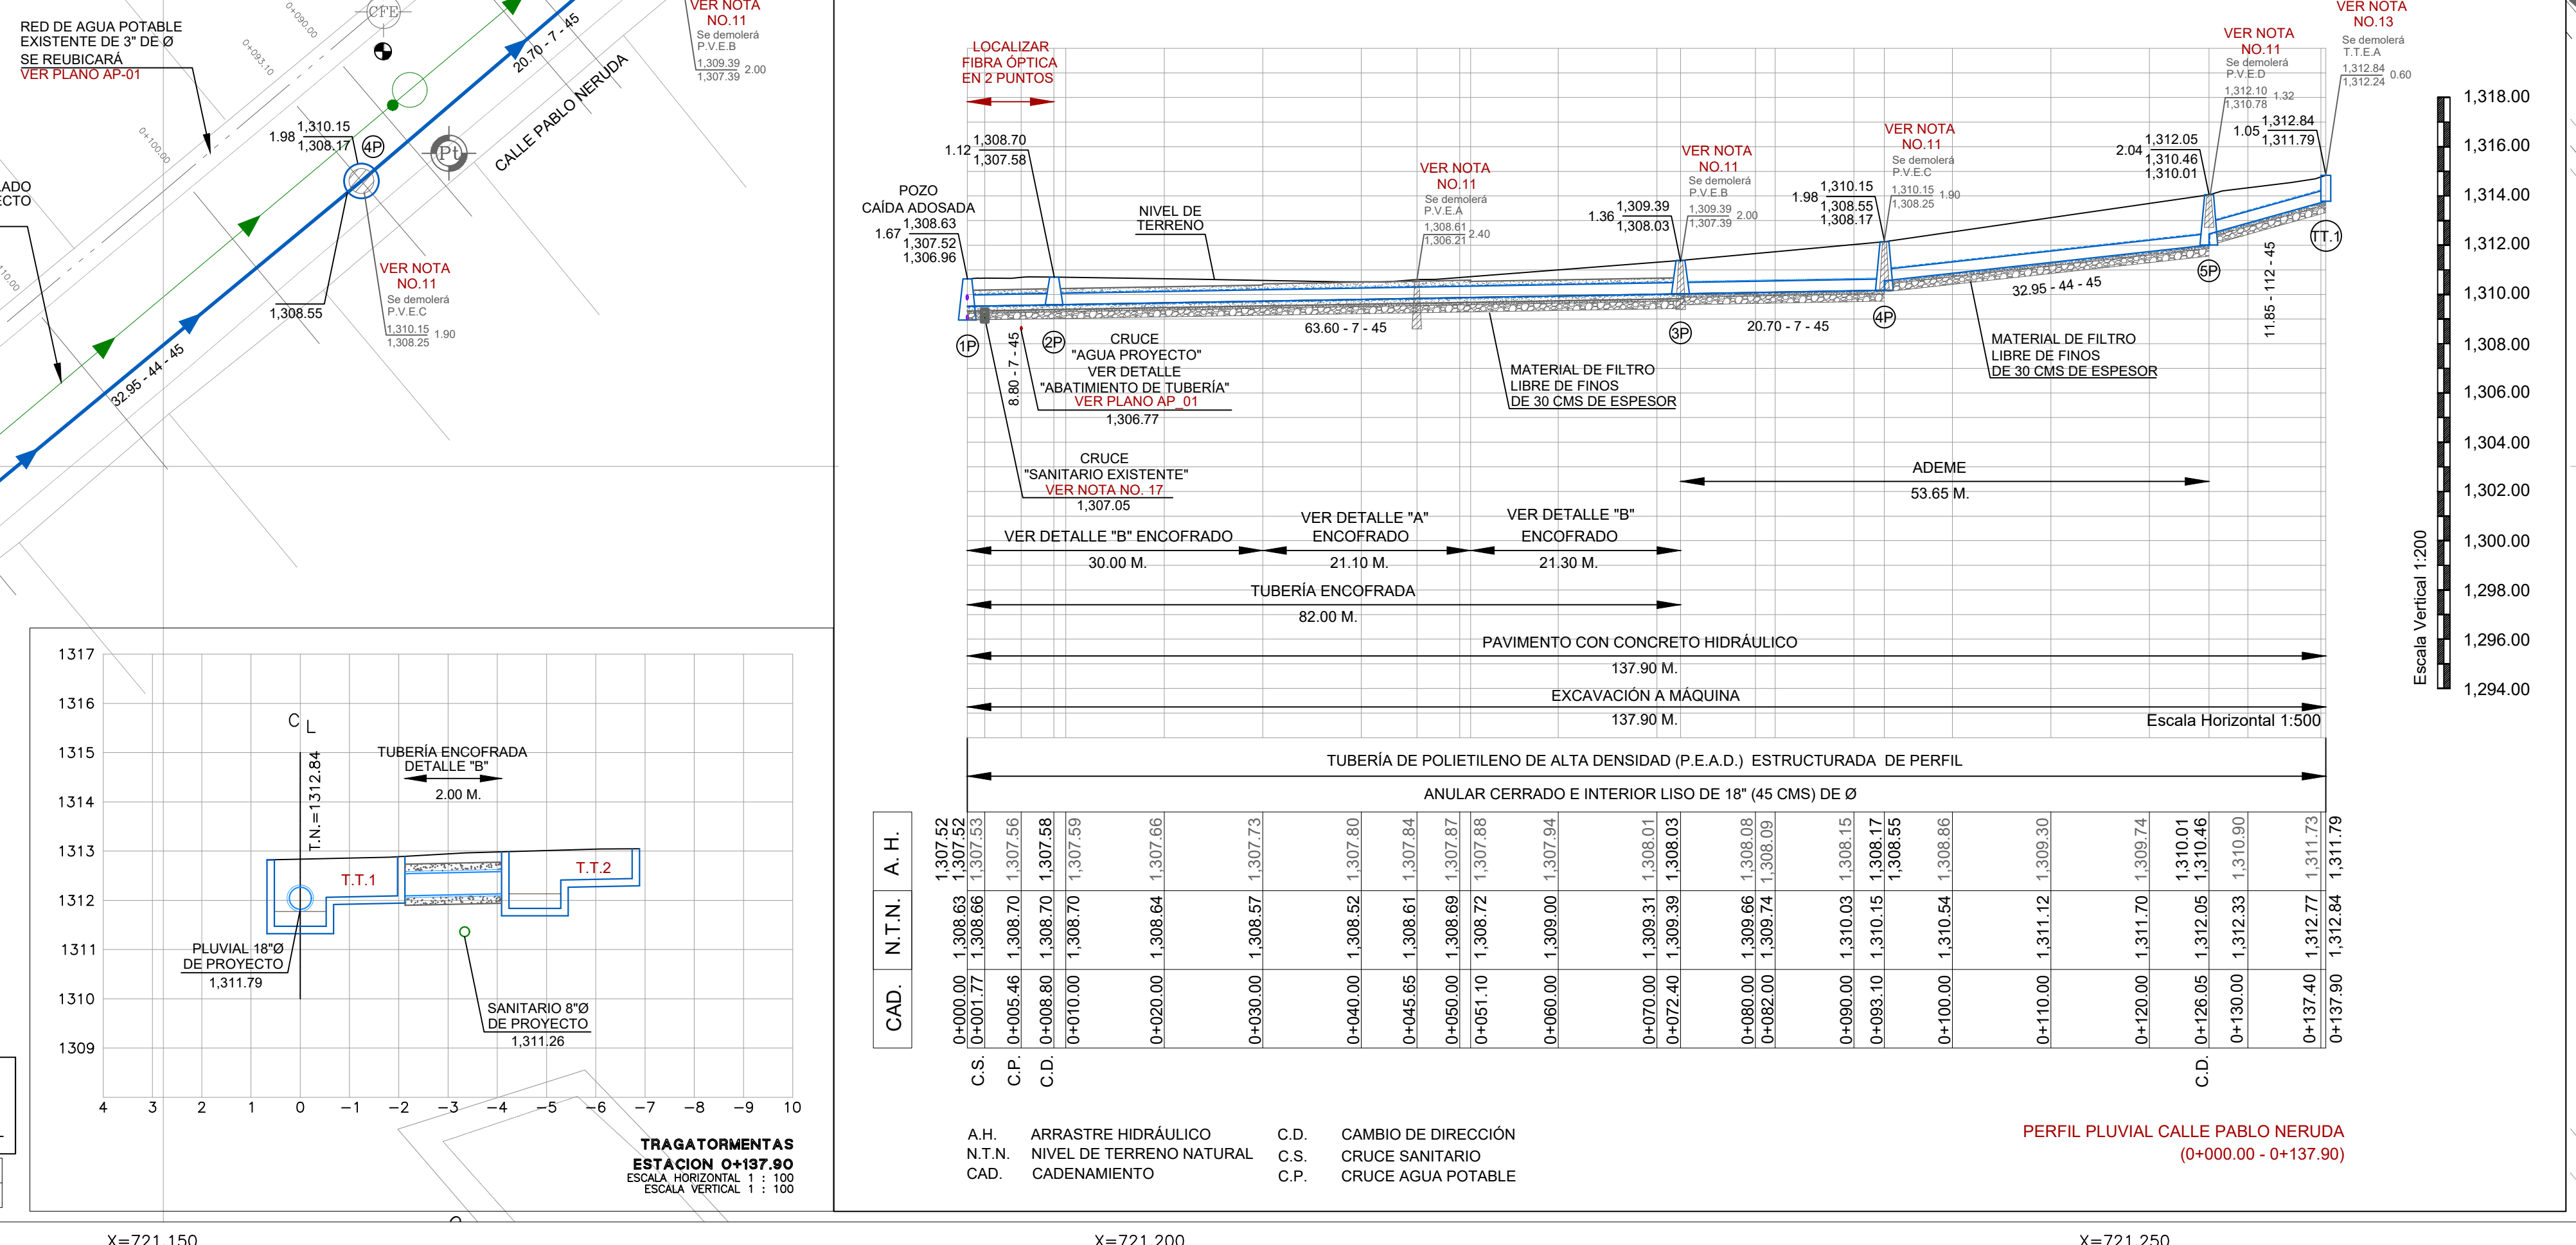 RED DE AGUA POTABLE
EXISTENTE DE 3" DE Ø
SE REUBICARÁ
VER PLANO AP-01
0+090.00
0+093.10
0+100.00
CFE
20.70 - 7 - 45
CALLE PABLO NERUDA
VER NOTA
NO.11
Se demolerá
P.V.E.B
1,309.39
1,307.39
2.00
1.98
1,310.15
1,308.17
4P
Pt
LADO
ECTO
110.00
1,308.55
VER NOTA
NO.11
Se demolerá
P.V.E.C
1,310.15
1,308.25
1.90
32.95 - 44 - 45
1317
1316
1315
1314
1313
1312
1311
1310
1309
4 3 2 1 0 −1 −2 −3 −4 −5 −6 −7 −8 −9 10
C L
T.N.=1312.84
TUBERÍA ENCOFRADA
DETALLE "B"
2.00 M.
T.T.1
T.T.2
PLUVIAL 18"Ø
DE PROYECTO
1,311.79
SANITARIO 8"Ø
DE PROYECTO
1,311.26
TRAGATORMENTAS
ESTACION 0+137.90
ESCALA HORIZONTAL 1 : 100
ESCALA VERTICAL 1 : 100
LOCALIZAR
FIBRA ÓPTICA
EN 2 PUNTOS
1.12
1,308.70
1,307.58
POZO
CAÍDA ADOSADA
1.67
1,308.63
1,307.52
1,306.96
NIVEL DE
TERRENO
VER NOTA
NO.11
Se demolerá
P.V.E.A
1,308.61
1,306.21
2.40
1.36
1,309.39
1,308.03
VER NOTA
NO.11
Se demolerá
P.V.E.B
1,309.39
1,307.39
2.00
1.98
1,310.15
1,308.55
1,308.17
VER NOTA
NO.11
Se demolerá
P.V.E.C
1,310.15
1,308.25
1.90
2.04
1,312.05
1,310.46
1,310.01
VER NOTA
NO.11
Se demolerá
P.V.E.D
1,312.10
1,310.78
1.32
1.05
1,312.84
1,311.79
VER NOTA
NO.13
Se demolerá
T.T.E.A
1,312.84
1,312.24
0.60
1P
2P
3P
4P
5P
TT.1
8.80 - 7 - 45
63.60 - 7 - 45
20.70 - 7 - 45
32.95 - 44 - 45
11.85 - 112 - 45
CRUCE
"AGUA PROYECTO"
VER DETALLE
"ABATIMIENTO DE TUBERÍA"
VER PLANO AP_01
1,306.77
CRUCE
"SANITARIO EXISTENTE"
VER NOTA NO. 17
1,307.05
MATERIAL DE FILTRO
LIBRE DE FINOS
DE 30 CMS DE ESPESOR
MATERIAL DE FILTRO
LIBRE DE FINOS
DE 30 CMS DE ESPESOR
ADEME
53.65 M.
VER DETALLE "B" ENCOFRADO
30.00 M.
VER DETALLE "A"
ENCOFRADO
21.10 M.
VER DETALLE "B"
ENCOFRADO
21.30 M.
TUBERÍA ENCOFRADA
82.00 M.
PAVIMENTO CON CONCRETO HIDRÁULICO
137.90 M.
EXCAVACIÓN A MÁQUINA
137.90 M.
Escala Horizontal 1:500
Escala Vertical 1:200
1,318.00
1,316.00
1,314.00
1,312.00
1,310.00
1,308.00
1,306.00
1,304.00
1,302.00
1,300.00
1,298.00
1,296.00
1,294.00
TUBERÍA DE POLIETILENO DE ALTA DENSIDAD (P.E.A.D.) ESTRUCTURADA DE PERFIL
ANULAR CERRADO E INTERIOR LISO DE 18" (45 CMS) DE Ø
A. H. 1,307.52 1,307.52 1,307.53 1,307.56 1,307.58 1,307.59 1,307.66 1,307.73 1,307.80 1,307.84 1,307.87 1,307.88 1,307.94 1,308.01 1,308.03 1,308.08 1,308.09 1,308.15 1,308.17 1,308.55 1,308.86 1,309.30 1,309.74 1,310.01 1,310.46 1,310.90 1,311.73 1,311.79
N.T.N. 1,308.63 1,308.66 1,308.70 1,308.70 1,308.70 1,308.64 1,308.57 1,308.52 1,308.61 1,308.69 1,308.72 1,309.00 1,309.31 1,309.39 1,309.66 1,309.74 1,310.03 1,310.15 1,310.54 1,311.12 1,311.70 1,312.05 1,312.33 1,312.77 1,312.84
CAD. 0+000.00 0+001.77 0+005.46 0+008.80 0+010.00 0+020.00 0+030.00 0+040.00 0+045.65 0+050.00 0+051.10 0+060.00 0+070.00 0+072.40 0+080.00 0+082.00 0+090.00 0+093.10 0+100.00 0+110.00 0+120.00 0+126.05 0+130.00 0+137.40 0+137.90
C.S. C.P. C.D. C.D.
A.H. ARRASTRE HIDRÁULICO
N.T.N. NIVEL DE TERRENO NATURAL
CAD. CADENAMIENTO
C.D. CAMBIO DE DIRECCIÓN
C.S. CRUCE SANITARIO
C.P. CRUCE AGUA POTABLE
PERFIL PLUVIAL CALLE PABLO NERUDA
(0+000.00 - 0+137.90)
X=721,150
X=721,200
X=721,250